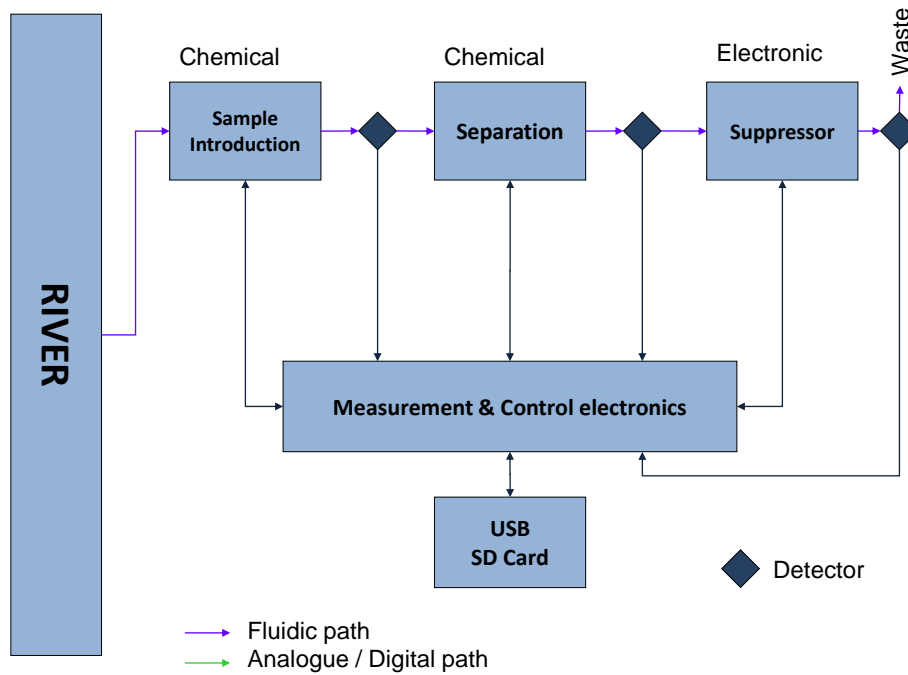 Chemical
Chemical
Electronic
Waste
Sample
Introduction
Separation
Suppressor
RIVER
Measurement & Control electronics
USB
SD Card
Detector
Fluidic path
Analogue / Digital path